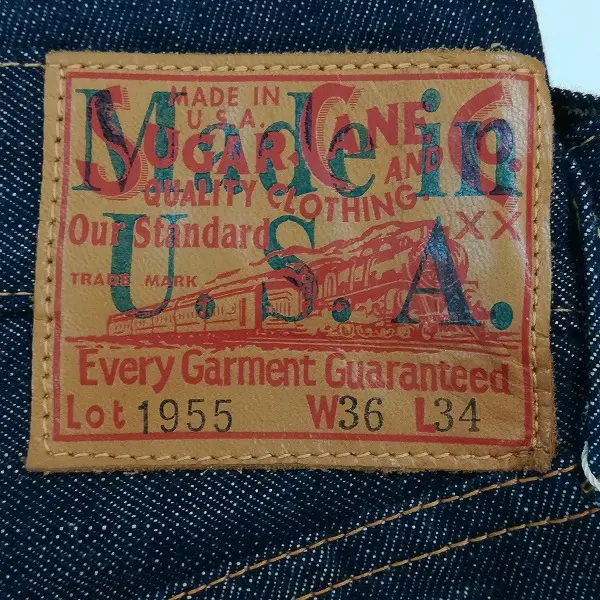 MADE IN
U.S.A.
SUGAR CANE AND CO.
QUALITY CLOTHING.
Our Standard XX
TRADE MARK
Made in
U.S.A.
Every Garment Guaranteed
Lot 1955 W36 L34